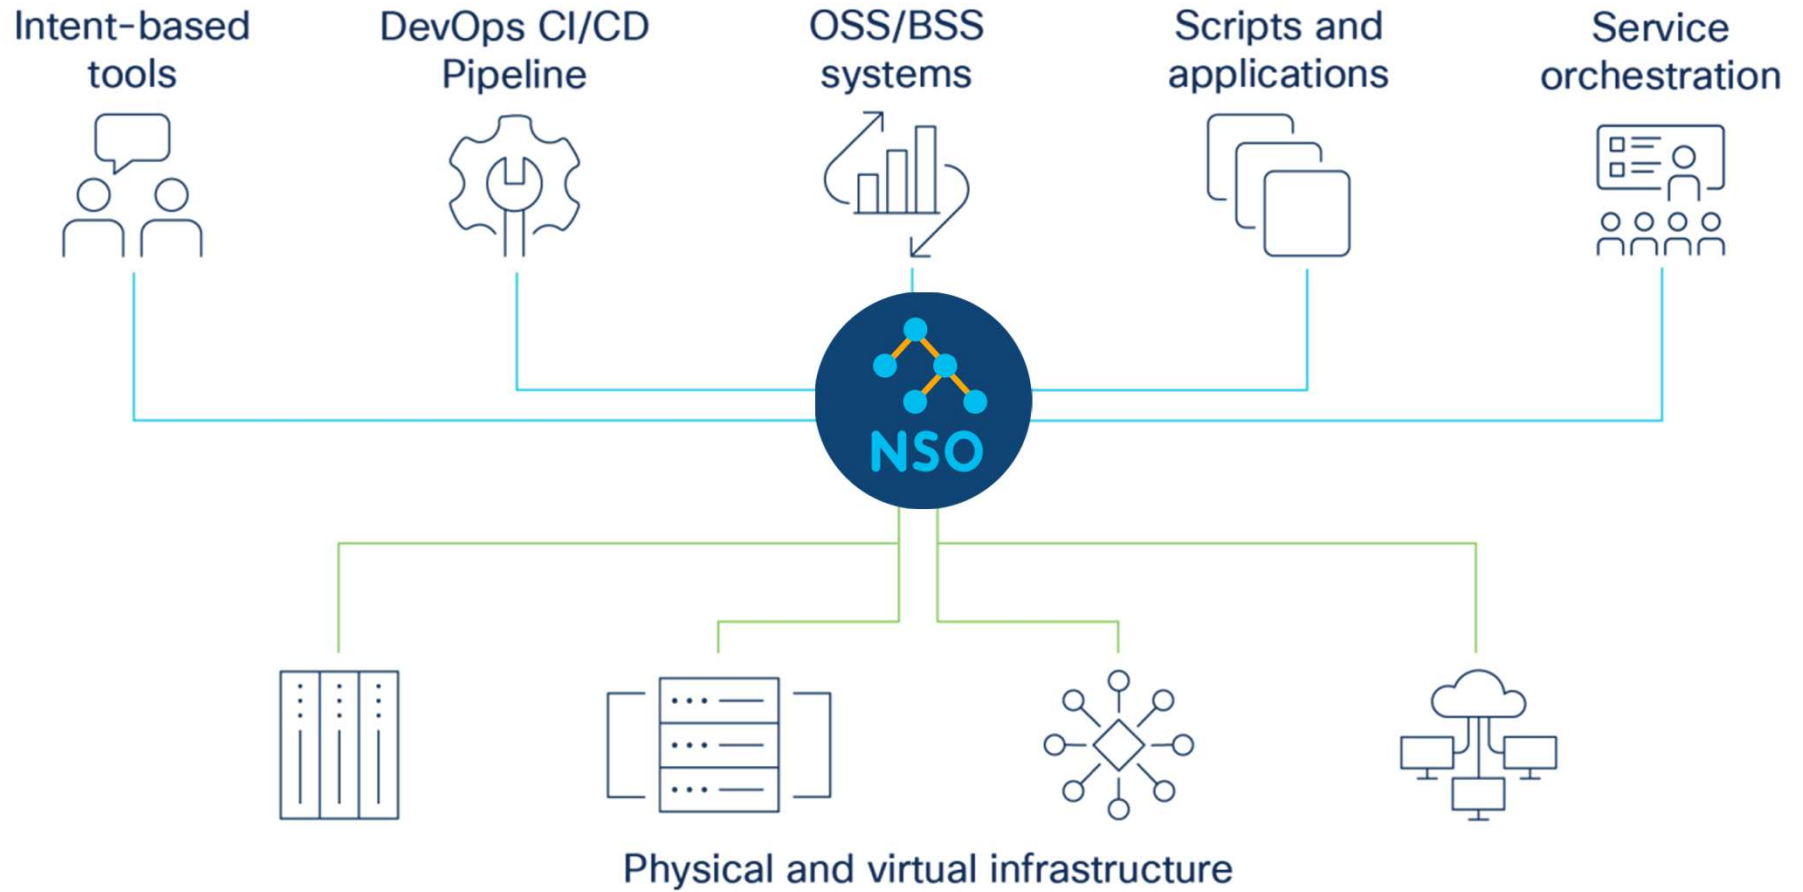 Intent-based
tools
DevOps CI/CD
Pipeline
OSS/BSS
systems
Scripts and
applications
Service
orchestration
NSO
Physical and virtual infrastructure